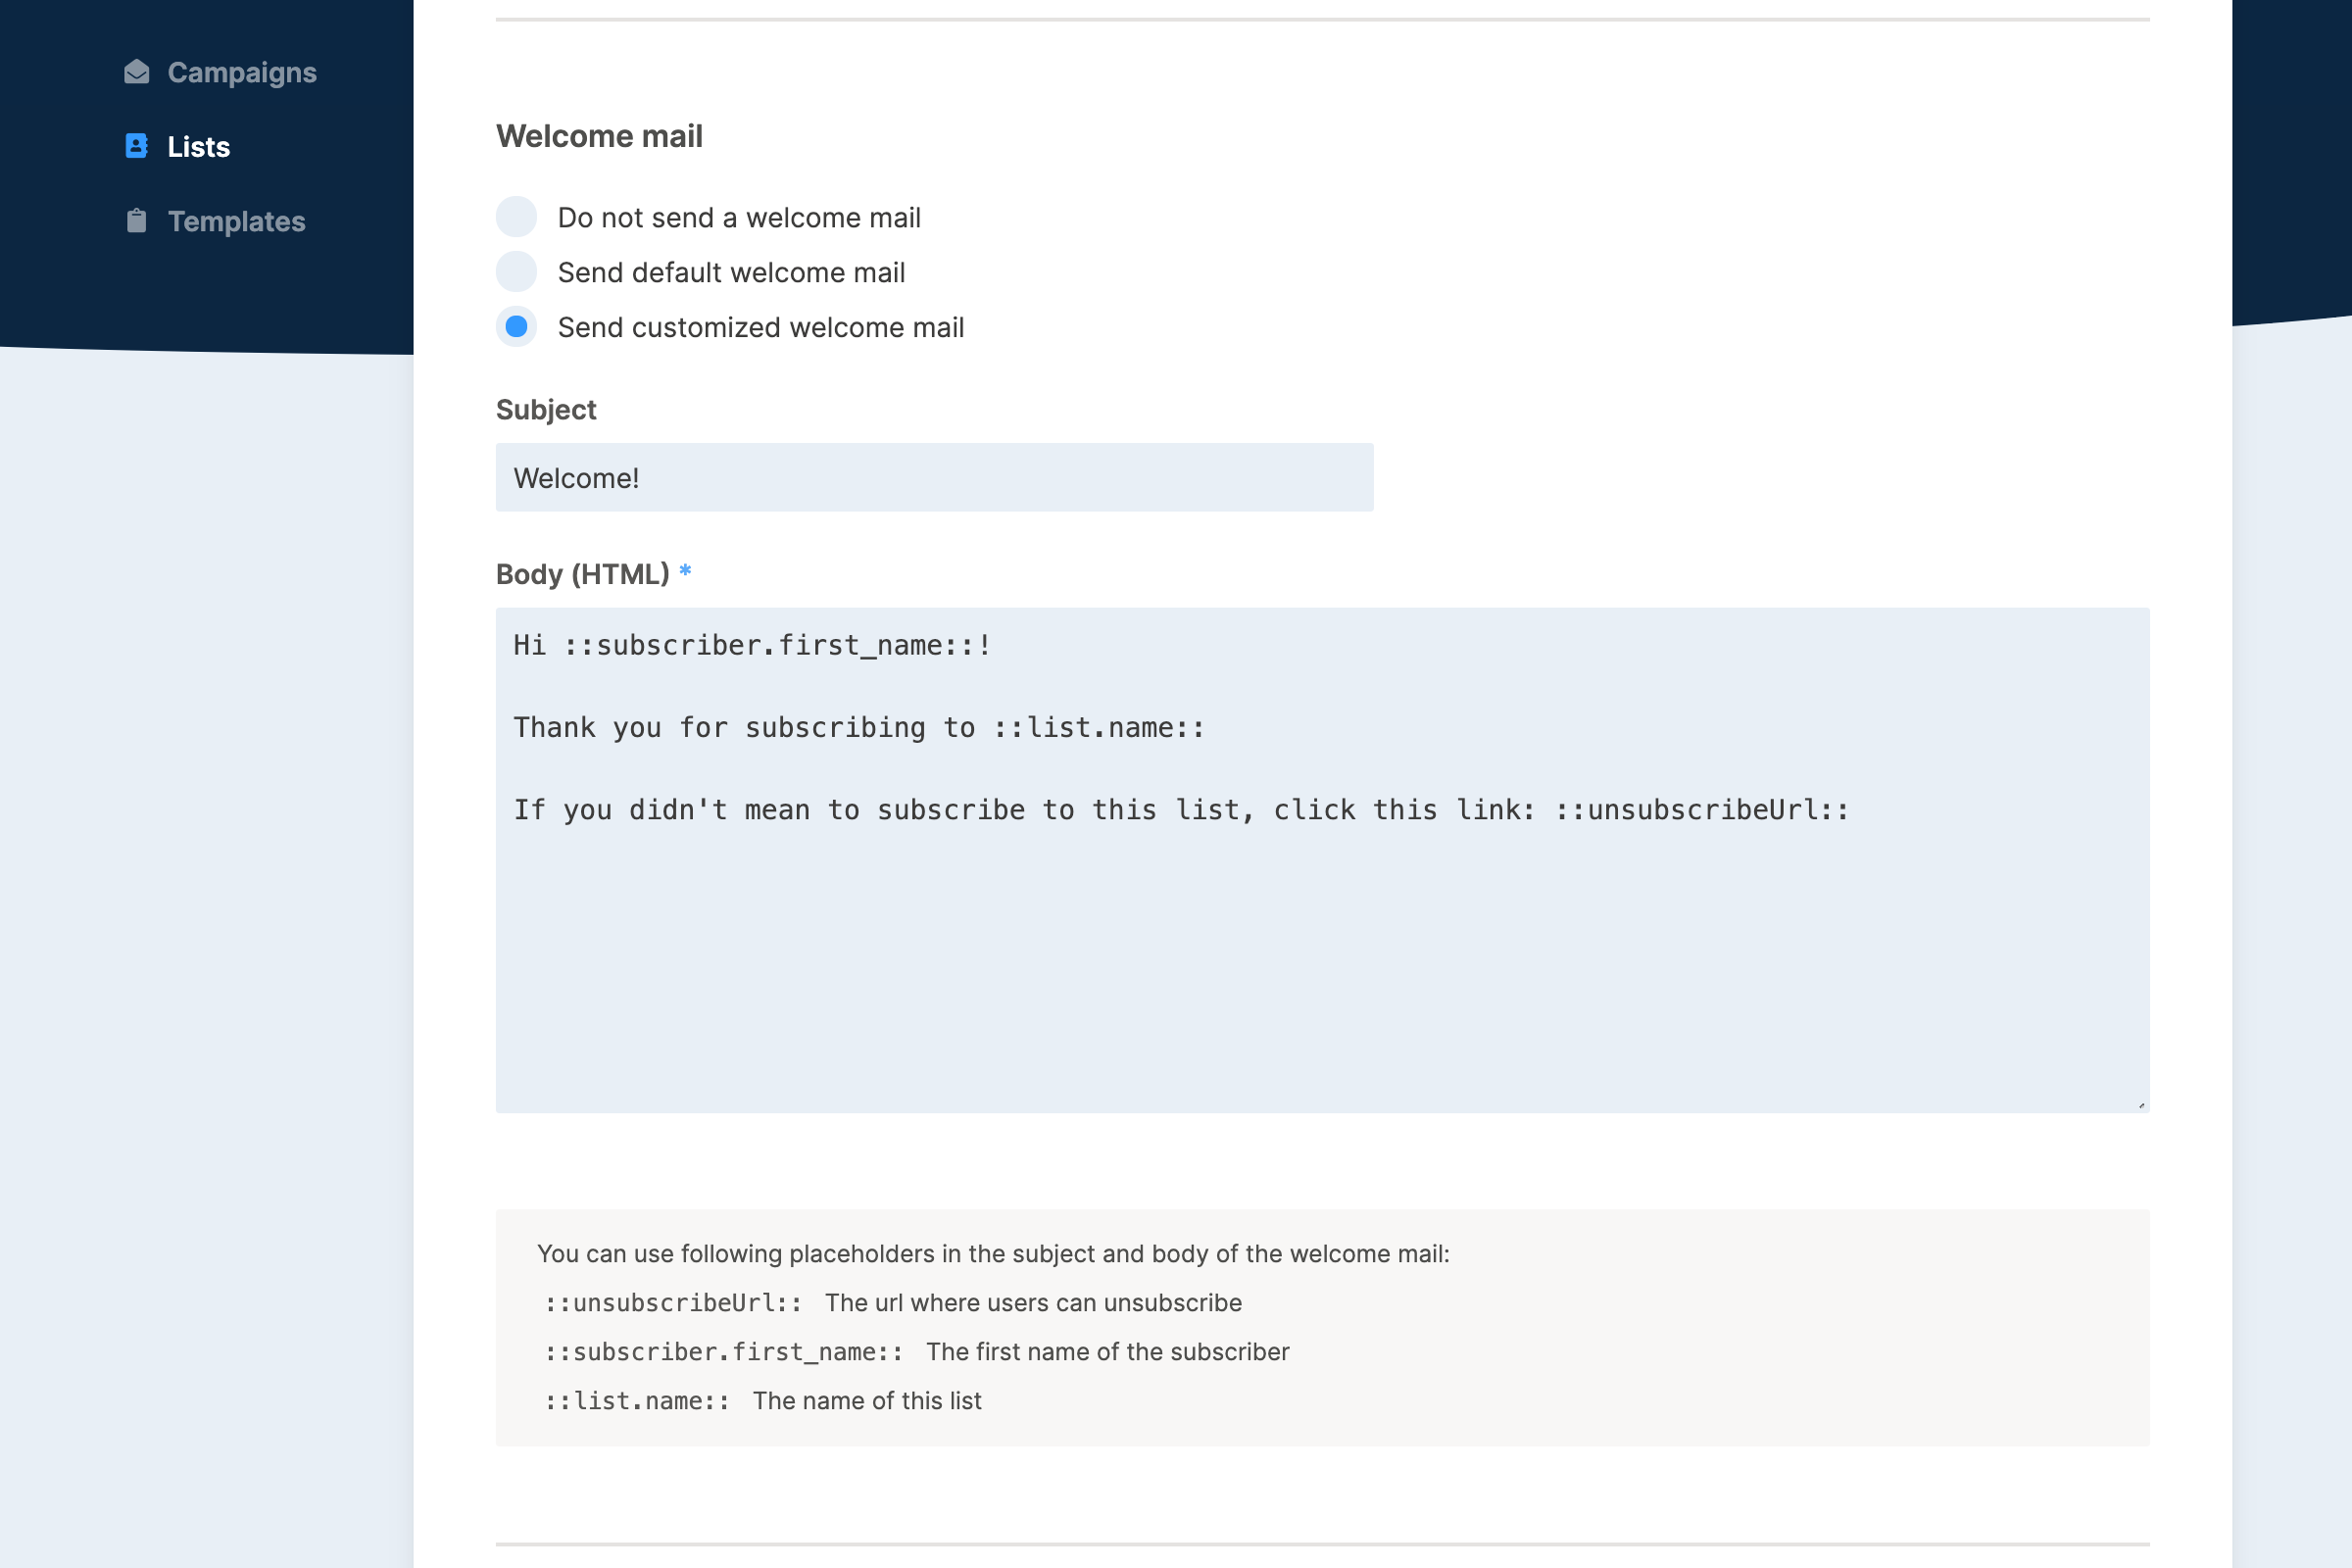 Campaigns
Lists
Templates
Welcome mail
Do not send a welcome mail
Send default welcome mail
Send customized welcome mail
Subject
Welcome!
Body (HTML) *
Hi ::subscriber.first_name::!
Thank you for subscribing to ::list.name::
If you didn't mean to subscribe to this list, click this link: ::unsubscribeUrl::
You can use following placeholders in the subject and body of the welcome mail:
::unsubscribeUrl:: The url where users can unsubscribe
::subscriber.first_name:: The first name of the subscriber
::list.name:: The name of this list